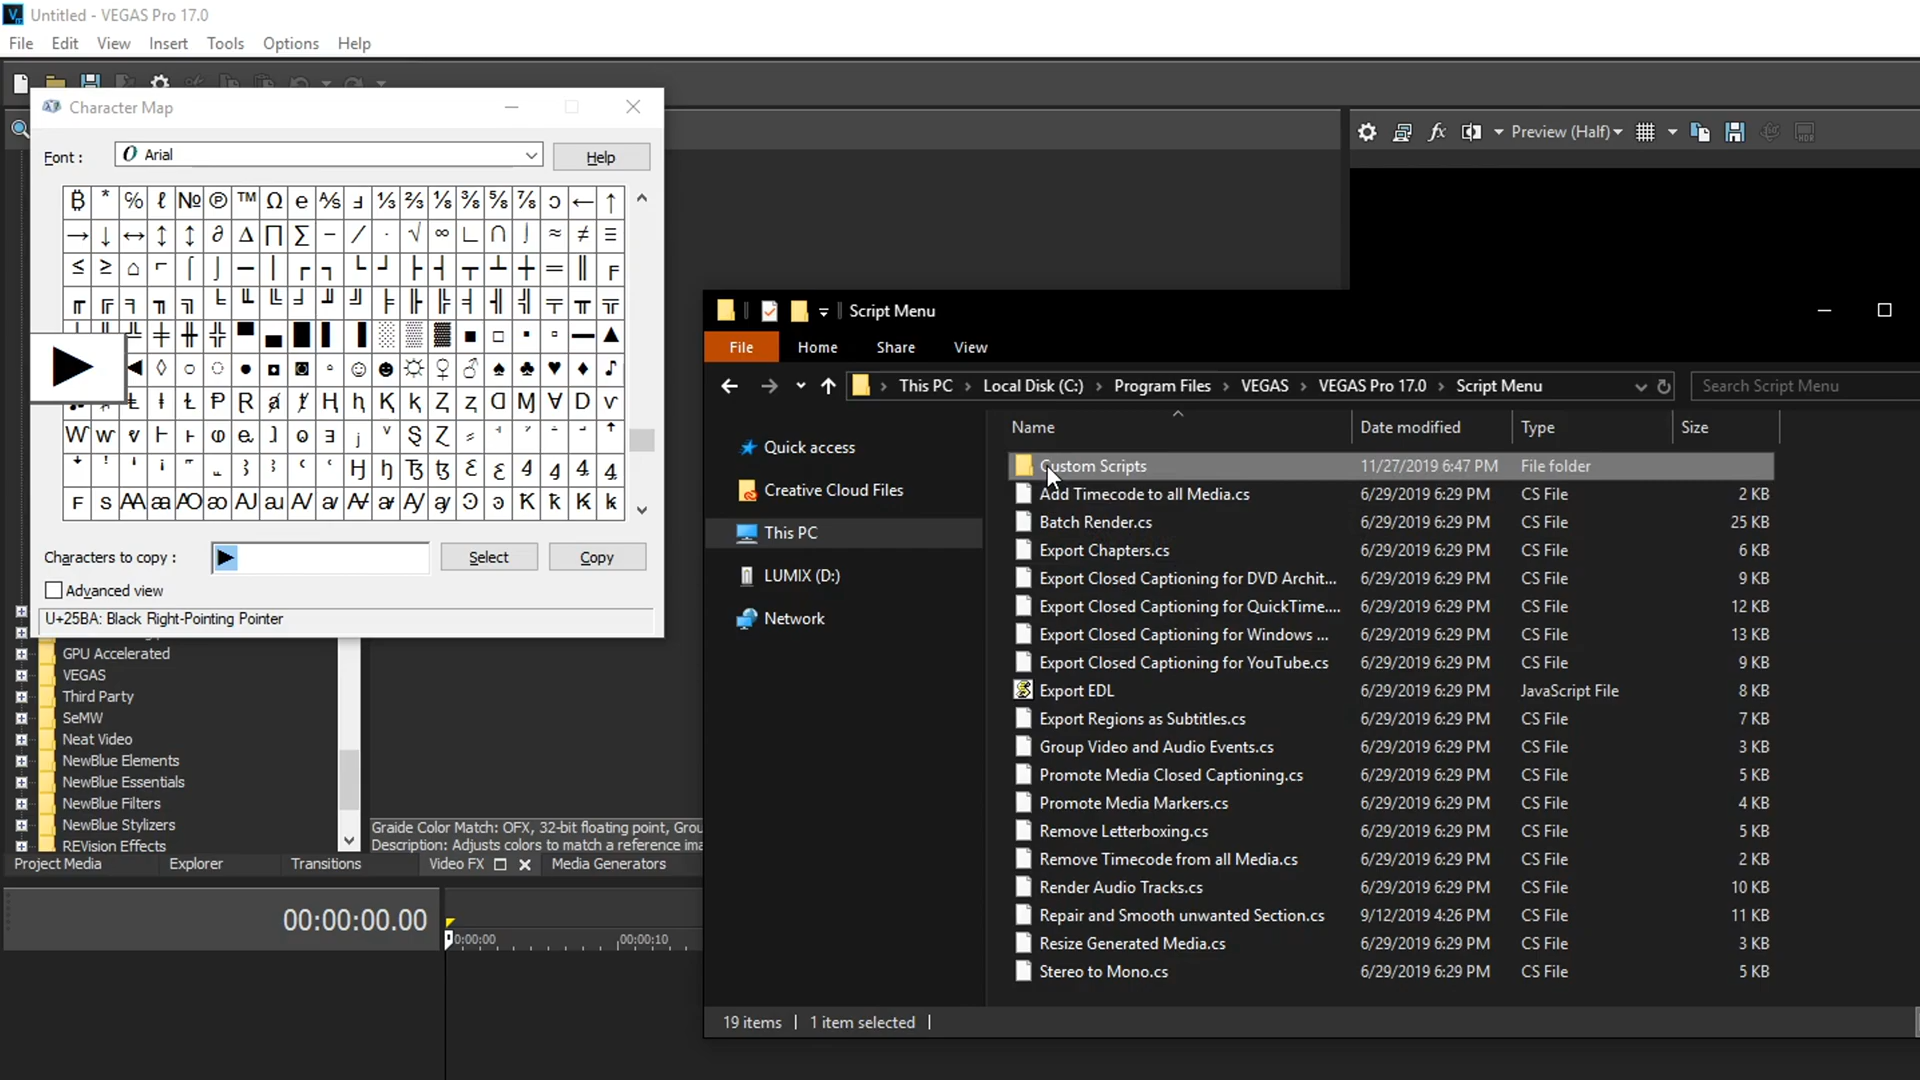 Untitled - VEGAS Pro 17.0
File Edit View Insert Tools Options Help
Character Map
Font : Arial Help
₿ * ℅ ℓ № ℗ ™ Ω ℮ ⅍ Ⅎ ⅓ ⅔ ⅛ ⅜ ⅝ ⅞ ↄ ← ↑
→ ↓ ↔ ↕ ↨ ∂ ∆ ∏ ∑ − ∕ ∙ √ ∞ ∟ ∩ ∫ ≈ ≠ ≡
Characters to copy : ► Select Copy
Advanced view
U+25BA: Black Right-Pointing Pointer
GPU Accelerated
VEGAS
Third Party
SeMW
Neat Video
NewBlue Elements
NewBlue Essentials
NewBlue Filters
NewBlue Stylizers
REVision Effects
Graide Color Match: OFX, 32-bit floating point, Grou
Description: Adjusts colors to match a reference ima
Project Media Explorer Transitions Video FX Media Generators
00:00:00.00
0:00:00 00:00:10
fx Preview (Half)
Script Menu
File Home Share View
This PC Local Disk (C:) Program Files VEGAS VEGAS Pro 17.0 Script Menu Search Script Menu
Quick access
Creative Cloud Files
This PC
LUMIX (D:)
Network
Name Date modified Type Size
Custom Scripts 11/27/2019 6:47 PM File folder
Add Timecode to all Media.cs 6/29/2019 6:29 PM CS File 2 KB
Batch Render.cs 6/29/2019 6:29 PM CS File 25 KB
Export Chapters.cs 6/29/2019 6:29 PM CS File 6 KB
Export Closed Captioning for DVD Archit... 6/29/2019 6:29 PM CS File 9 KB
Export Closed Captioning for QuickTime.... 6/29/2019 6:29 PM CS File 12 KB
Export Closed Captioning for Windows ... 6/29/2019 6:29 PM CS File 13 KB
Export Closed Captioning for YouTube.cs 6/29/2019 6:29 PM CS File 9 KB
Export EDL 6/29/2019 6:29 PM JavaScript File 8 KB
Export Regions as Subtitles.cs 6/29/2019 6:29 PM CS File 7 KB
Group Video and Audio Events.cs 6/29/2019 6:29 PM CS File 3 KB
Promote Media Closed Captioning.cs 6/29/2019 6:29 PM CS File 5 KB
Promote Media Markers.cs 6/29/2019 6:29 PM CS File 4 KB
Remove Letterboxing.cs 6/29/2019 6:29 PM CS File 5 KB
Remove Timecode from all Media.cs 6/29/2019 6:29 PM CS File 2 KB
Render Audio Tracks.cs 6/29/2019 6:29 PM CS File 10 KB
Repair and Smooth unwanted Section.cs 9/12/2019 4:26 PM CS File 11 KB
Resize Generated Media.cs 6/29/2019 6:29 PM CS File 3 KB
Stereo to Mono.cs 6/29/2019 6:29 PM CS File 5 KB
19 items 1 item selected